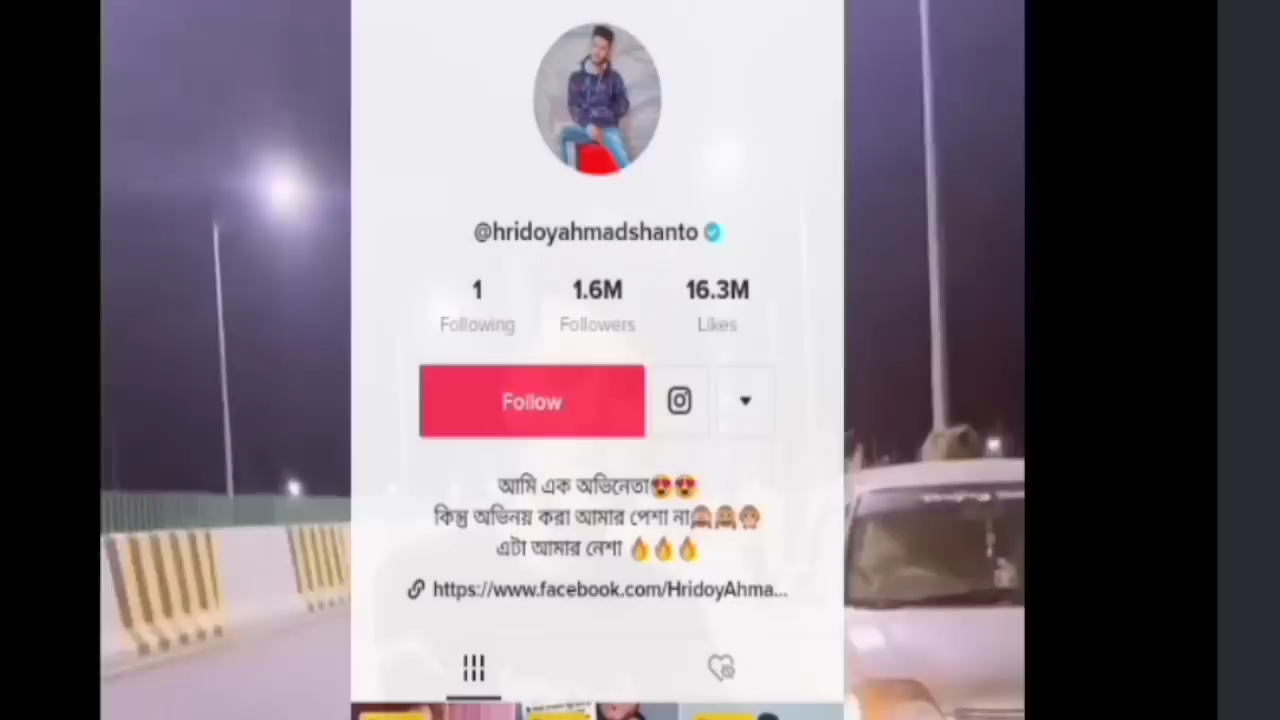 @hridoyahmadshanto
1 1.6M 16.3M
Following Followers Likes
Follow
আমি এক অভিনেতা😍😍
কিন্তু অভিনয় করা আমার পেশা না🙈🙈🙊
এটা আমার নেশা 🔥🔥🔥
https://www.facebook.com/HridoyAhma...